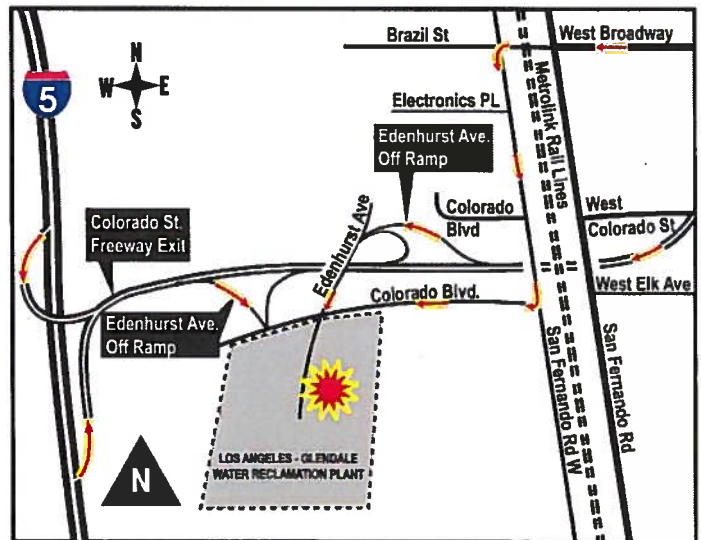 Brazil St
West Broadway
N
W E
S
5
Electronics PL
Metrolink Rail Lines
Edenhurst Ave.
Off Ramp
Edenhurst Ave
Colorado
Blvd
West
Colorado St
Colorado St.
Freeway Exit
West Elk Ave
Colorado Blvd.
Edenhurst Ave.
Off Ramp
San Fernando Rd W
San Fernando Rd
LOS ANGELES - GLENDALE
WATER RECLAMATION PLANT
N